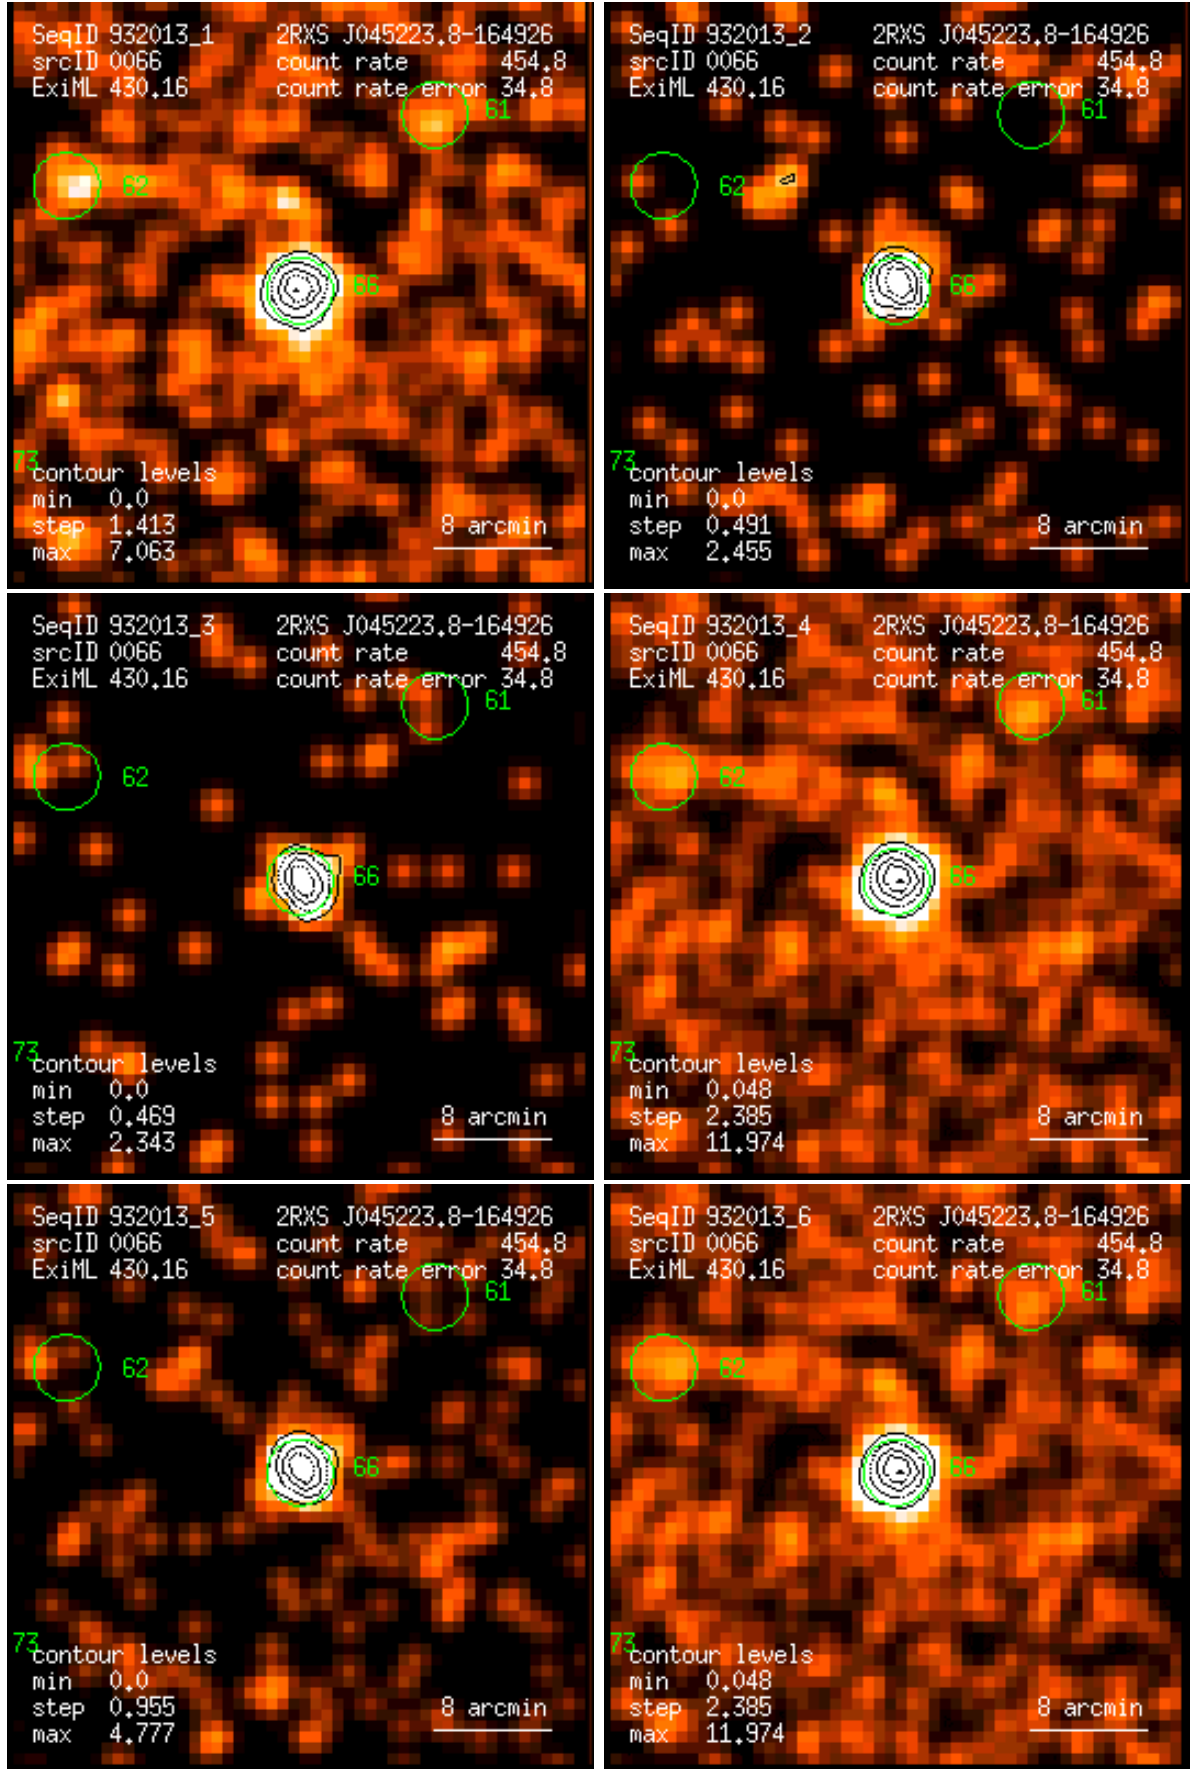 SeqID 932013_1 2RXS J045223.8-164926
srcID 0066 count rate 454.8
ExiML 430.16 count rate error 34.8
61
62
66
73
contour levels
min 0.0
step 1.413 8 arcmin
max 7.063
SeqID 932013_2 2RXS J045223.8-164926
srcID 0066 count rate 454.8
ExiML 430.16 count rate error 34.8
61
62
66
73
contour levels
min 0.0
step 0.491 8 arcmin
max 2.455
SeqID 932013_3 2RXS J045223.8-164926
srcID 0066 count rate 454.8
ExiML 430.16 count rate error 34.8
61
62
66
73
contour levels
min 0.0
step 0.469 8 arcmin
max 2.343
SeqID 932013_4 2RXS J045223.8-164926
srcID 0066 count rate 454.8
ExiML 430.16 count rate error 34.8
61
62
66
73
contour levels
min 0.048
step 2.385 8 arcmin
max 11.974
SeqID 932013_5 2RXS J045223.8-164926
srcID 0066 count rate 454.8
ExiML 430.16 count rate error 34.8
61
62
66
73
contour levels
min 0.0
step 0.955 8 arcmin
max 4.777
SeqID 932013_6 2RXS J045223.8-164926
srcID 0066 count rate 454.8
ExiML 430.16 count rate error 34.8
61
62
66
73
contour levels
min 0.048
step 2.385 8 arcmin
max 11.974